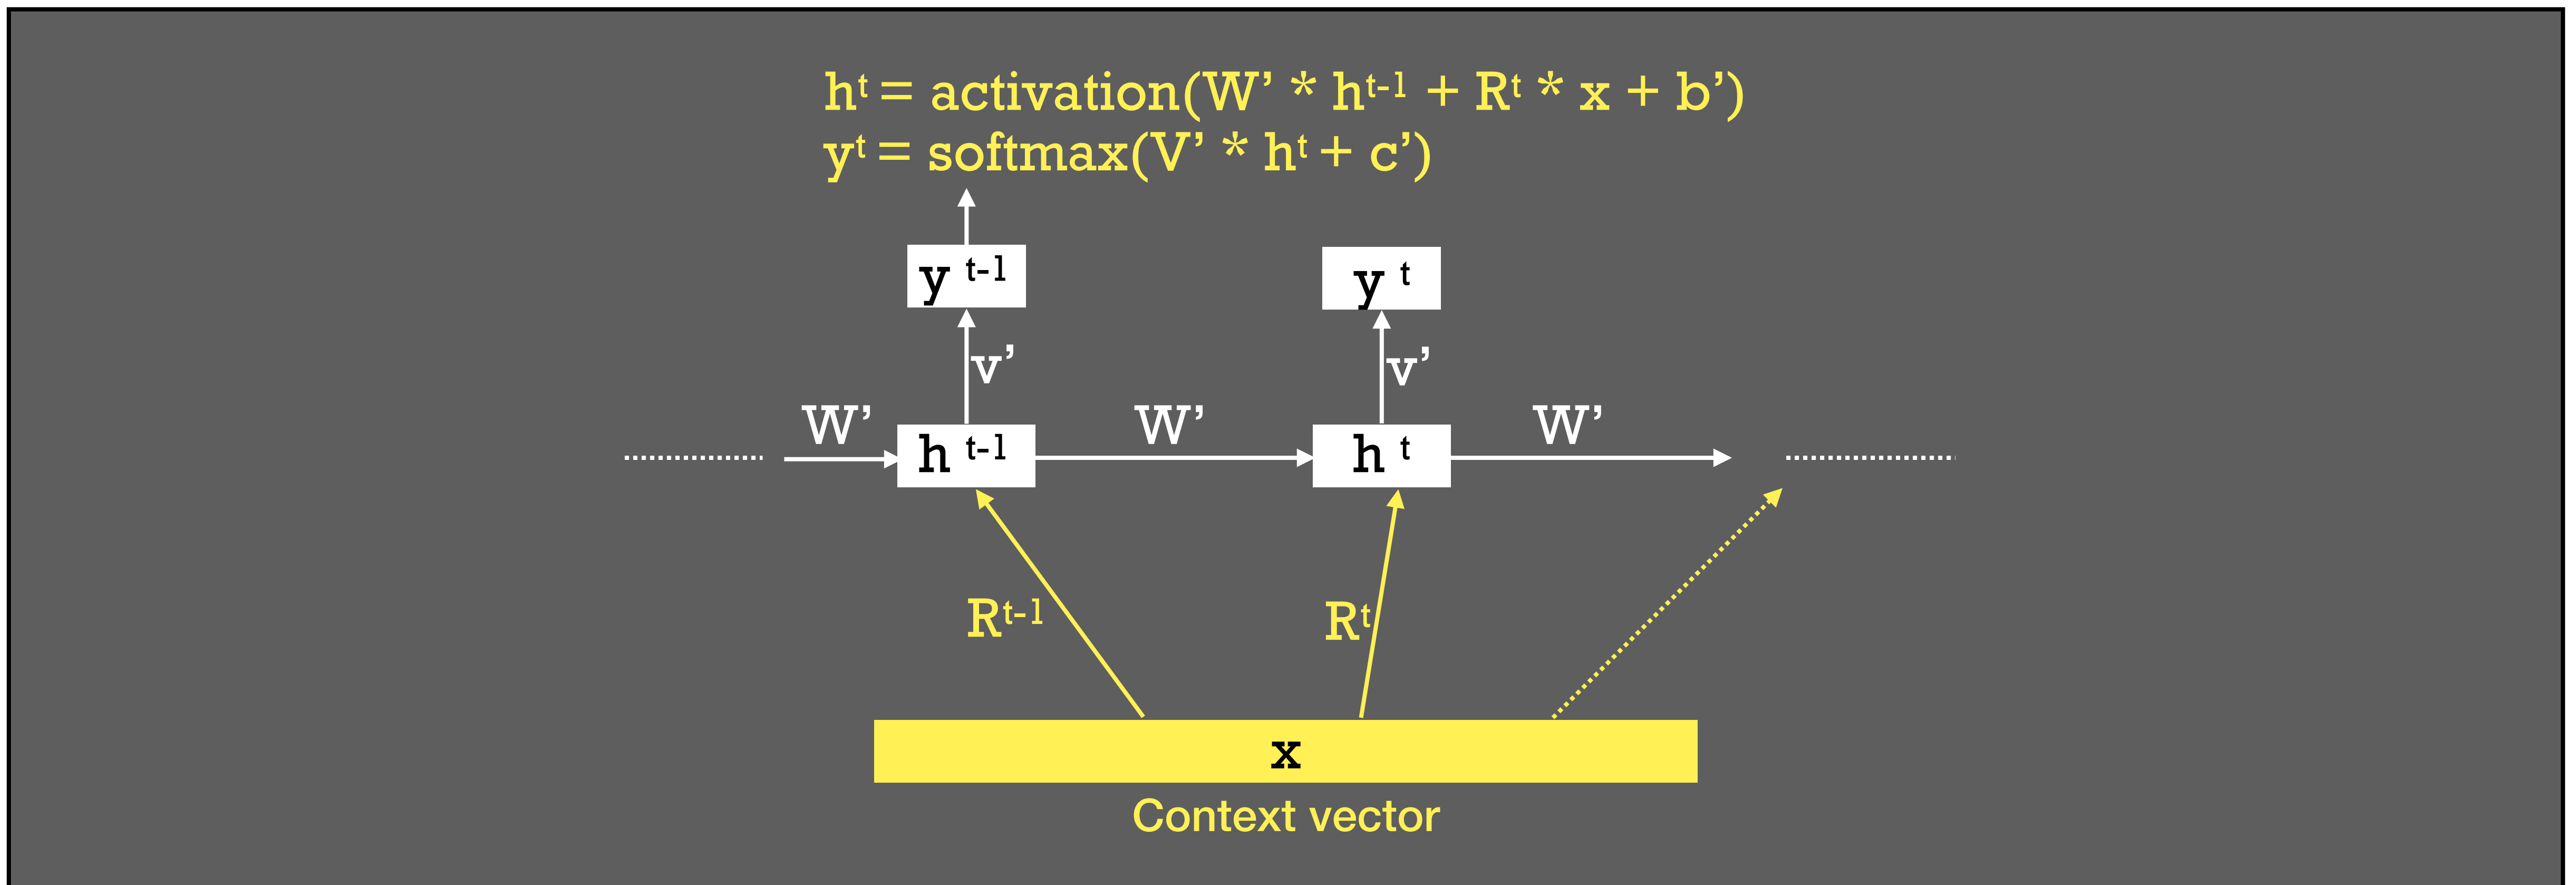 hᵗ = activation(W’ * hᵗ⁻¹ + Rᵗ * x + b’)
yᵗ = softmax(V’ * hᵗ + c’)
y ᵗ⁻¹
y ᵗ
v’
v’
W’
W’
W’
h ᵗ⁻¹
h ᵗ
Rᵗ⁻¹
Rᵗ
x
Context vector